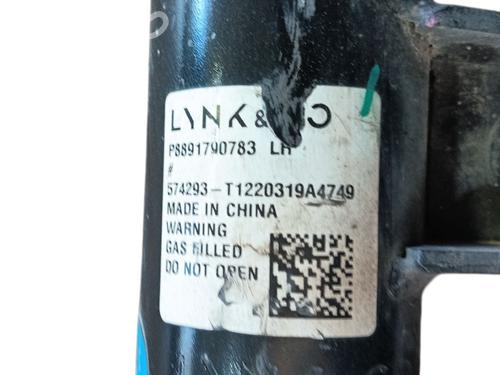 LYNK & CO
P8891790783 LH
#
574293-T1220319A4749
MADE IN CHINA
WARNING
GAS FILLED
DO NOT OPEN